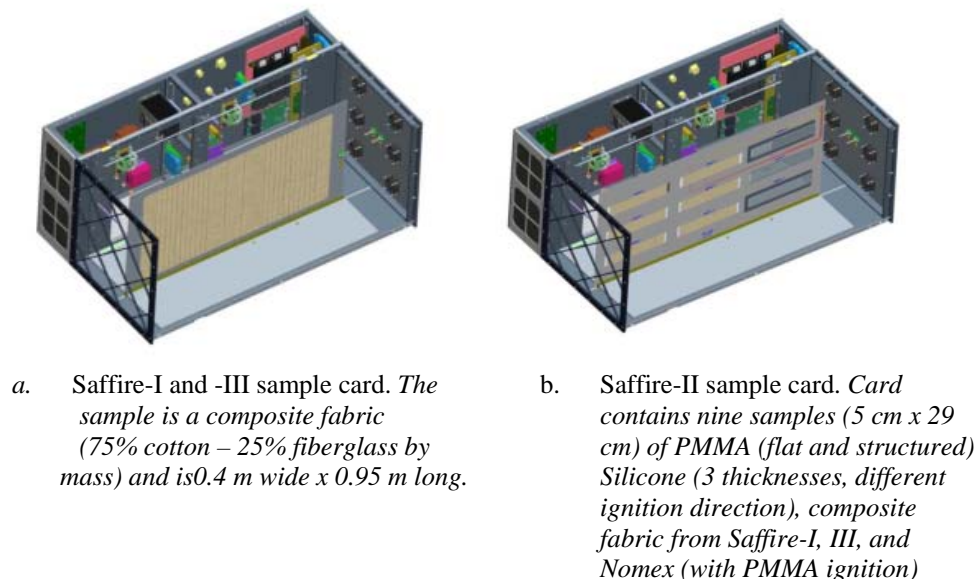 a. Saffire-I and -III sample card. The
sample is a composite fabric
(75% cotton – 25% fiberglass by
mass) and is0.4 m wide x 0.95 m long.
b. Saffire-II sample card. Card
contains nine samples (5 cm x 29
cm) of PMMA (flat and structured)
Silicone (3 thicknesses, different
ignition direction), composite
fabric from Saffire-I, III, and
Nomex (with PMMA ignition)